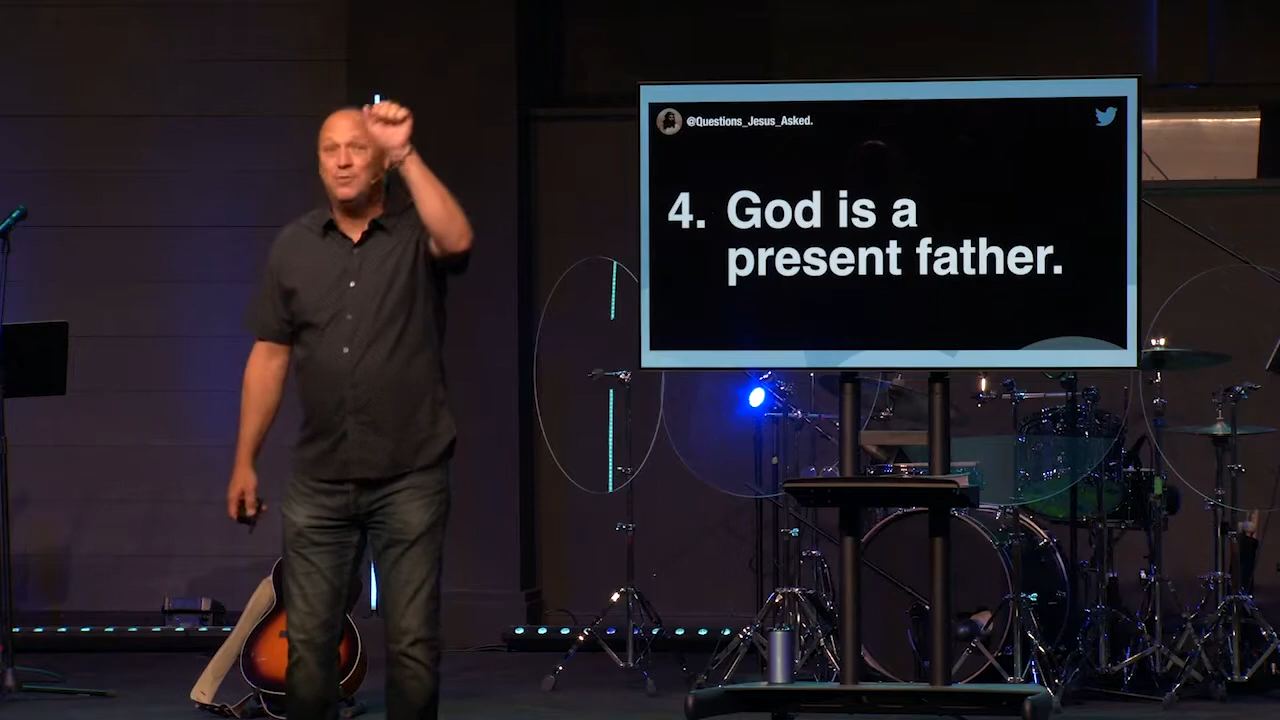 @Questions_Jesus_Asked.
4. God is a
present father.